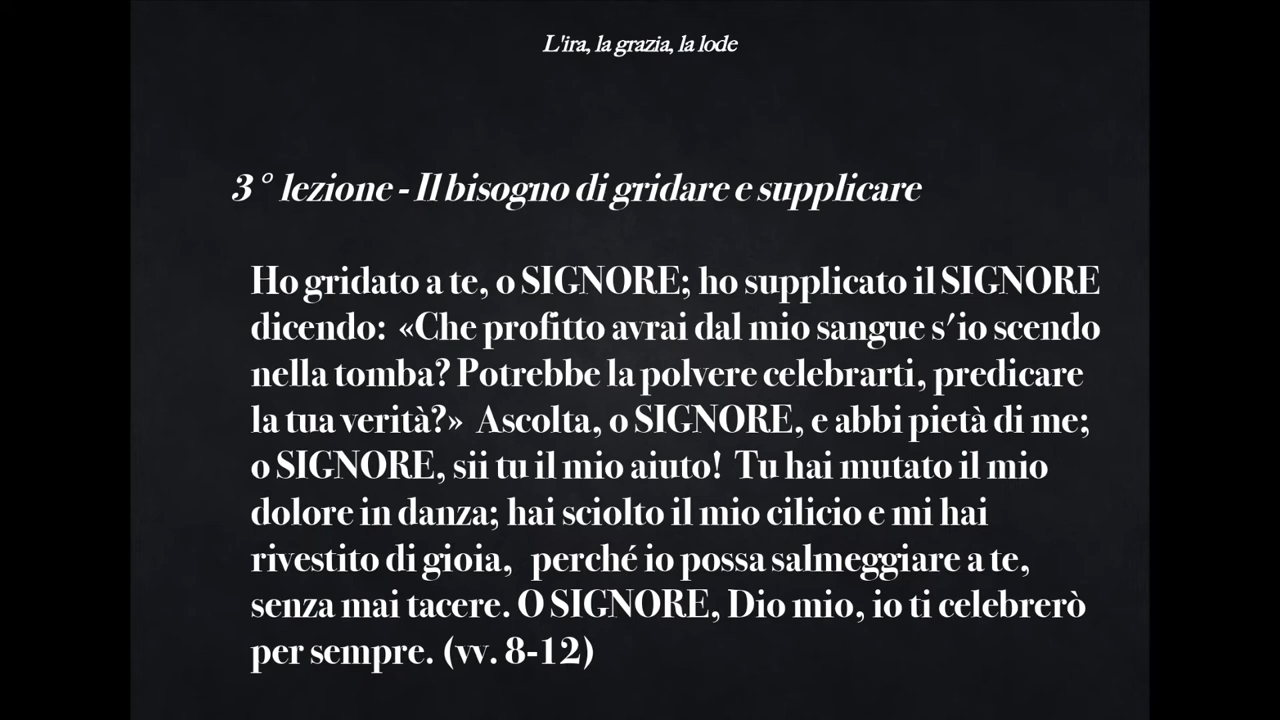 L'ira, la grazia, la lode
3° lezione - Il bisogno di gridare e supplicare
Ho gridato a te, o SIGNORE; ho supplicato il SIGNORE
dicendo: «Che profitto avrai dal mio sangue s'io scendo
nella tomba? Potrebbe la polvere celebrarti, predicare
la tua verità?» Ascolta, o SIGNORE, e abbi pietà di me;
o SIGNORE, sii tu il mio aiuto! Tu hai mutato il mio
dolore in danza; hai sciolto il mio cilicio e mi hai
rivestito di gioia, perché io possa salmeggiare a te,
senza mai tacere. O SIGNORE, Dio mio, io ti celebrerò
per sempre. (vv. 8-12)